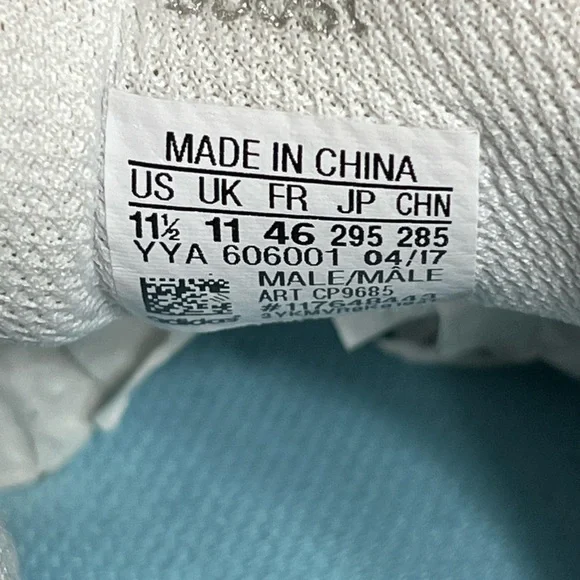 MADE IN CHINA
US UK FR JP CHN
11½ 11 46 295 285
YYA 606001 04/17
MALE/MÂLE
ART CP9685
adidas